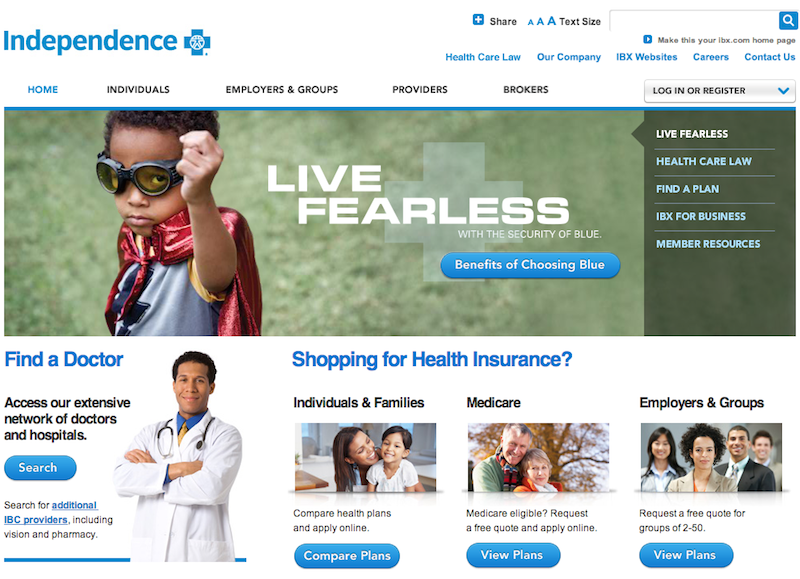 Share A A A Text Size
Independence
Make this your ibx.com home page
Health Care Law Our Company IBX Websites Careers Contact Us
HOME INDIVIDUALS EMPLOYERS & GROUPS PROVIDERS BROKERS LOG IN OR REGISTER
LIVE
FEARLESS
WITH THE SECURITY OF BLUE.
Benefits of Choosing Blue
LIVE FEARLESS
HEALTH CARE LAW
FIND A PLAN
IBX FOR BUSINESS
MEMBER RESOURCES
Find a Doctor
Access our extensive
network of doctors
and hospitals.
Search
Search for additional
IBC providers, including
vision and pharmacy.
Shopping for Health Insurance?
Individuals & Families
Compare health plans
and apply online.
Compare Plans
Medicare
Medicare eligible? Request
a free quote and apply online.
View Plans
Employers & Groups
Request a free quote for
groups of 2-50.
View Plans